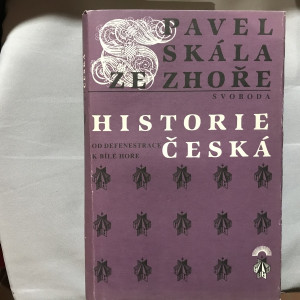 PAVEL
SKÁLA
ZE ZHOŘE
SVOBODA
HISTORIE
OD DEFENESTRACE
K BÍLÉ HOŘE
ČESKÁ